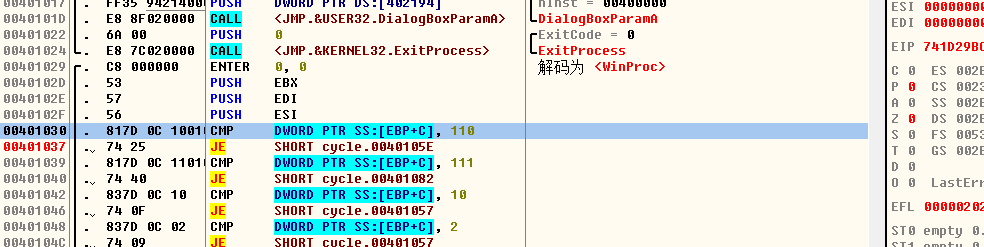 00401017 . FF35 94214000 PUSH DWORD PTR DS:[402194] hInst = 00400000 ESI 00000000
0040101D . E8 8F020000 CALL <JMP.&USER32.DialogBoxParamA> DialogBoxParamA EDI 00000000
00401022 . 6A 00 PUSH 0 ExitCode = 0
00401024 . E8 7C020000 CALL <JMP.&KERNEL32.ExitProcess> ExitProcess EIP 741D29BC
00401029 . C8 000000 ENTER 0, 0 解码为 <WinProc>
0040102D . 53 PUSH EBX C 0 ES 002B
0040102E . 57 PUSH EDI P 0 CS 0023
0040102F . 56 PUSH ESI A 0 SS 002B
00401030 . 817D 0C 1001 CMP DWORD PTR SS:[EBP+C], 110 Z 0 DS 002B
00401037 . 74 25 JE SHORT cycle.0040105E S 0 FS 0053
00401039 . 817D 0C 1101 CMP DWORD PTR SS:[EBP+C], 111 T 0 GS 002B
00401040 . 74 40 JE SHORT cycle.00401082 D 0
00401042 . 837D 0C 10 CMP DWORD PTR SS:[EBP+C], 10 O 0 LastErr
00401046 . 74 0F JE SHORT cycle.00401057
00401048 . 837D 0C 02 CMP DWORD PTR SS:[EBP+C], 2 EFL 00000202
0040104C . 74 09 JE SHORT cycle.00401057 ST0 empty 0.